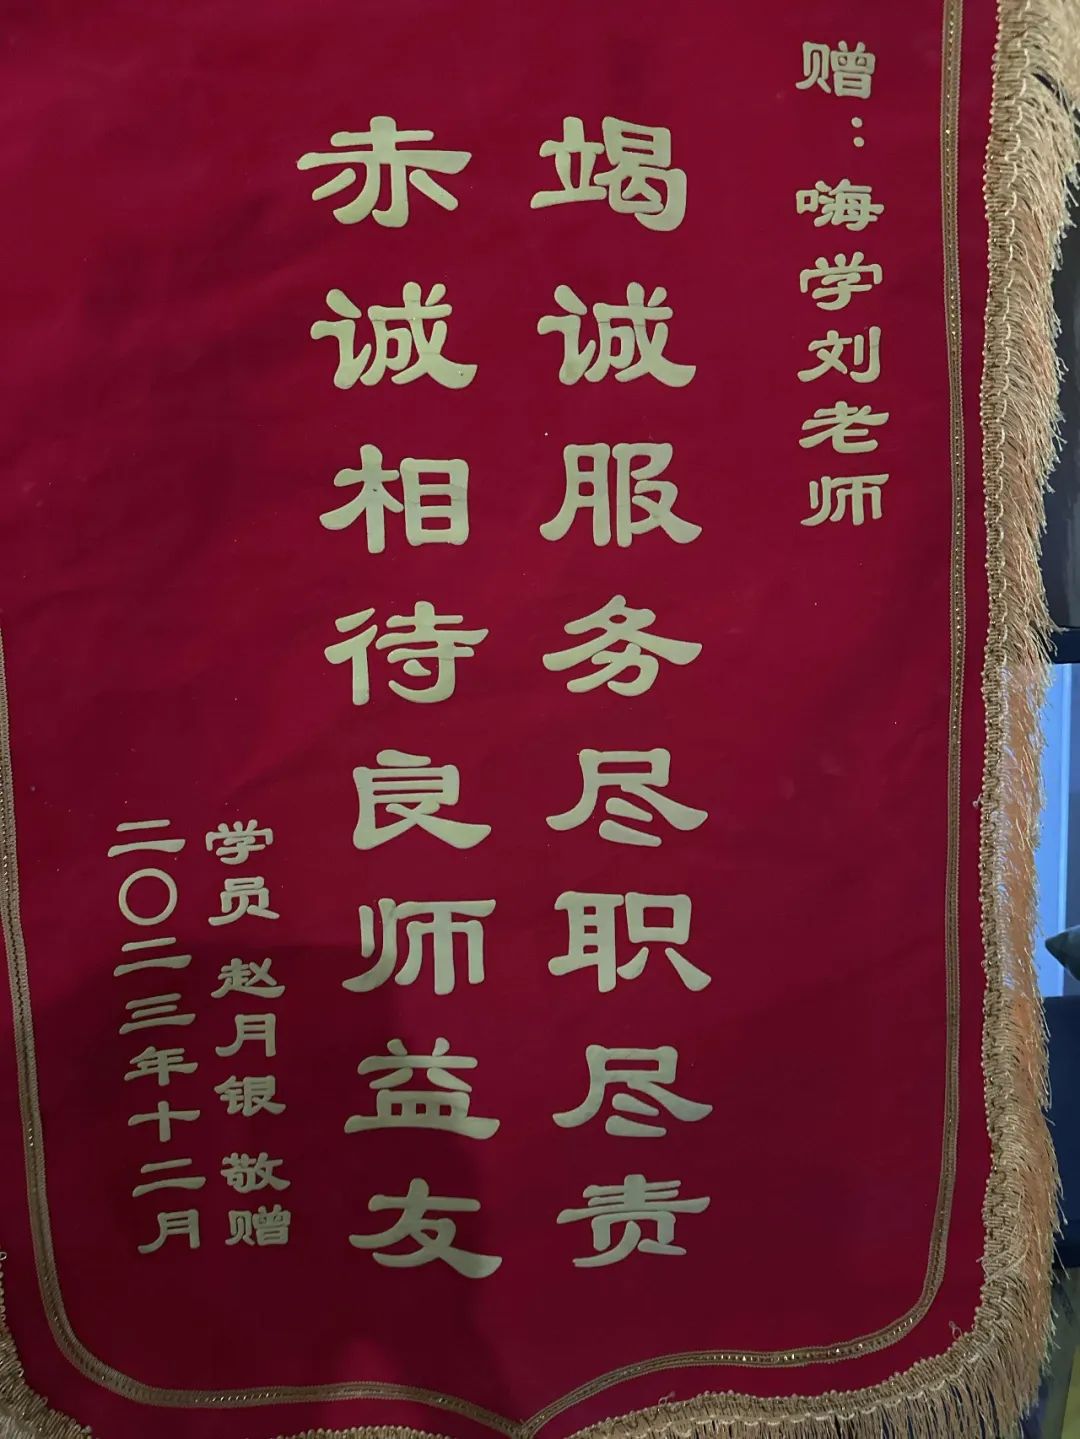 赠：嗨学刘老师
竭诚服务尽职尽责
赤诚相待良师益友
学员 赵月银 敬赠
二〇二三年十二月